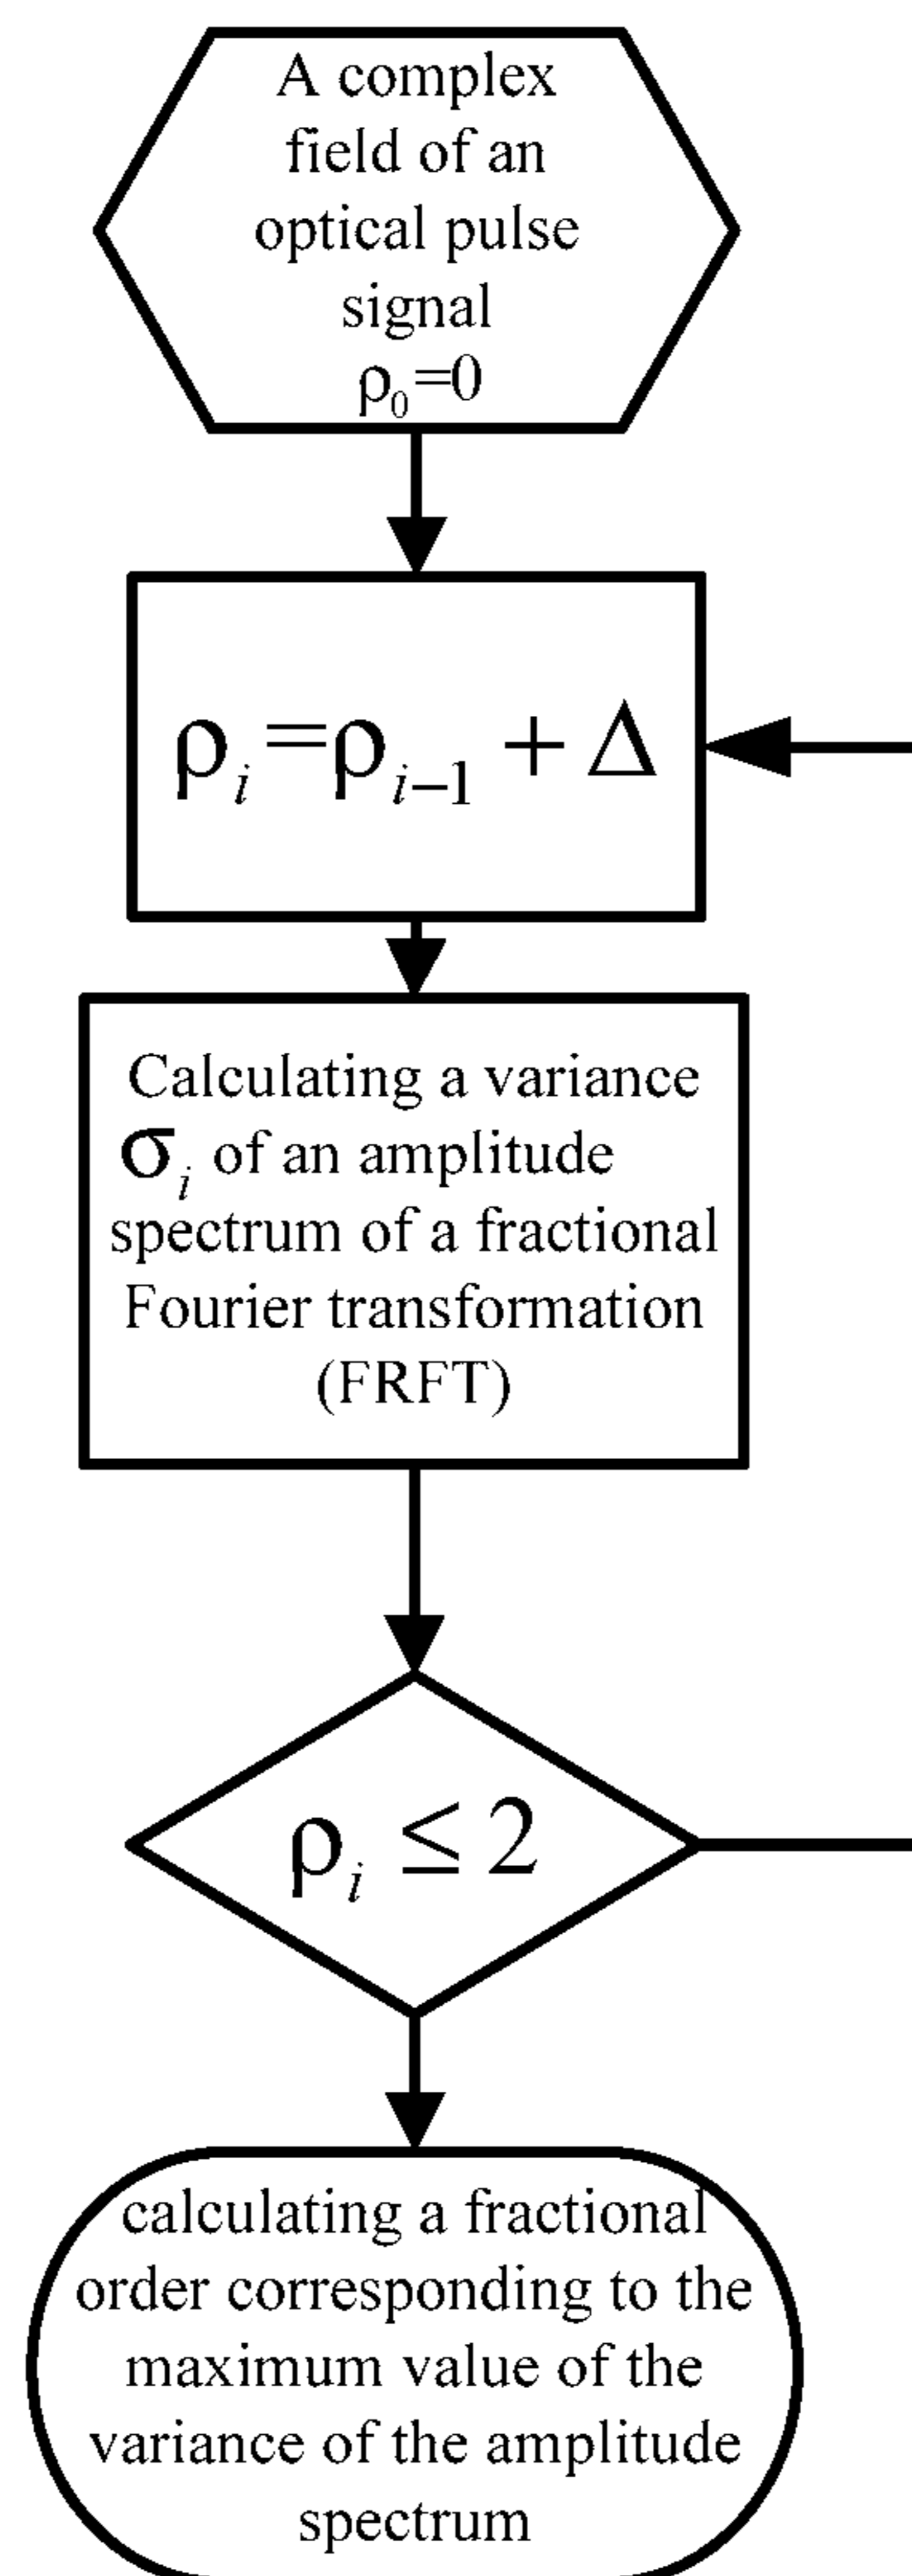 A complex
field of an
optical pulse
signal
ρ₀=0
ρᵢ=ρᵢ₋₁ + Δ
Calculating a variance
σᵢ of an amplitude
spectrum of a fractional
Fourier transformation
(FRFT)
ρᵢ ≤ 2
calculating a fractional
order corresponding to the
maximum value of the
variance of the amplitude
spectrum